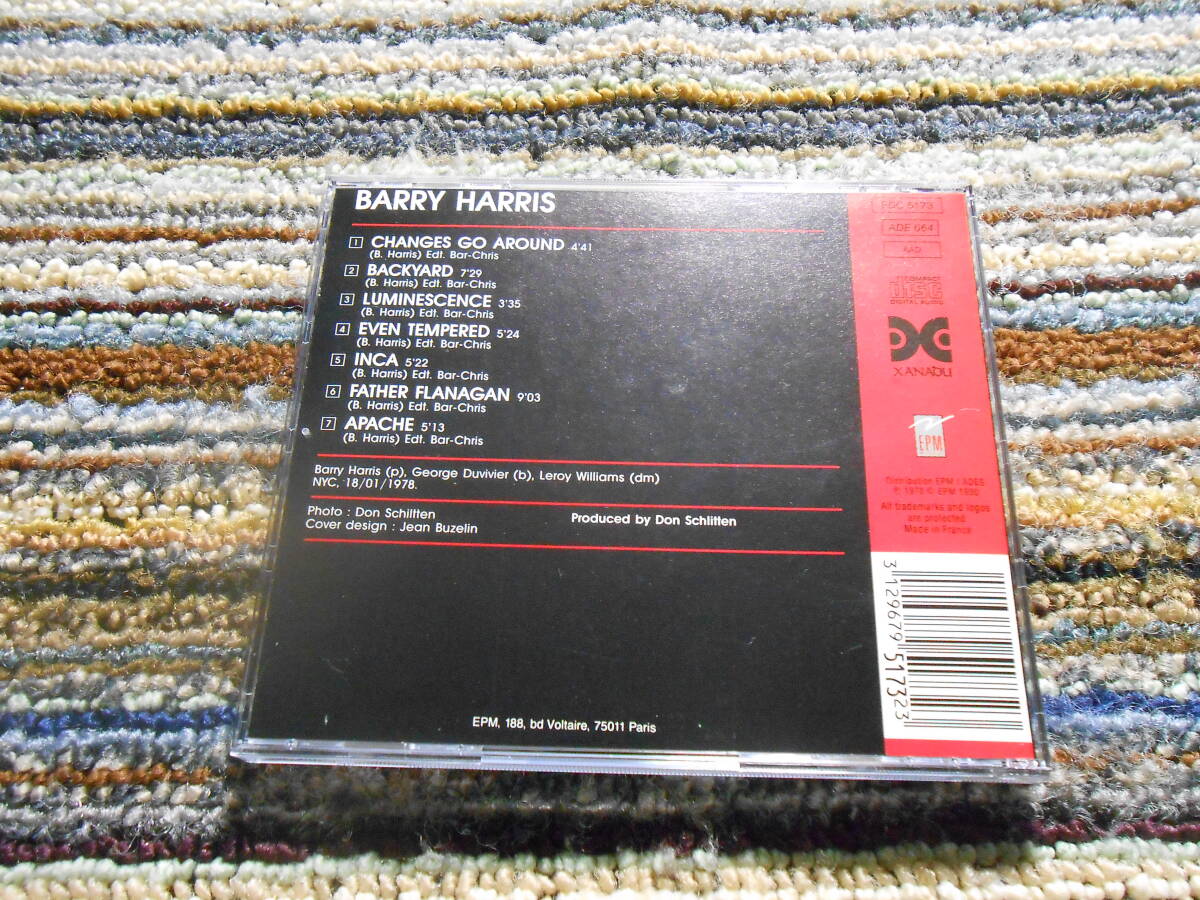 BARRY HARRIS
1 CHANGES GO AROUND 4'41
(B. Harris) Edt. Bar-Chris
2 BACKYARD 7'29
(B. Harris) Edt. Bar-Chris
3 LUMINESCENCE 3'35
(B. Harris) Edt. Bar-Chris
4 EVEN TEMPERED 5'24
(B. Harris) Edt. Bar-Chris
5 INCA 5'22
(B. Harris) Edt. Bar-Chris
6 FATHER FLANAGAN 9'03
(B. Harris) Edt. Bar-Chris
7 APACHE 5'13
(B. Harris) Edt. Bar-Chris
Barry Harris (p), George Duvivier (b), Leroy Williams (dm)
NYC, 18/01/1978.
Photo : Don Schiltten
Cover design : Jean Buzelin
Produced by Don Schlitten
EPM, 188, bd Voltaire, 75011 Paris
FDC 5173
ADE 064
AAD
COMPACT
disc
DIGITAL AUDIO
XANADU
EPM
Distribution EPM / ADES
℗ 1978 © EPM 1990
All trademarks and logos
are protected
Made in France
3 129679 517323